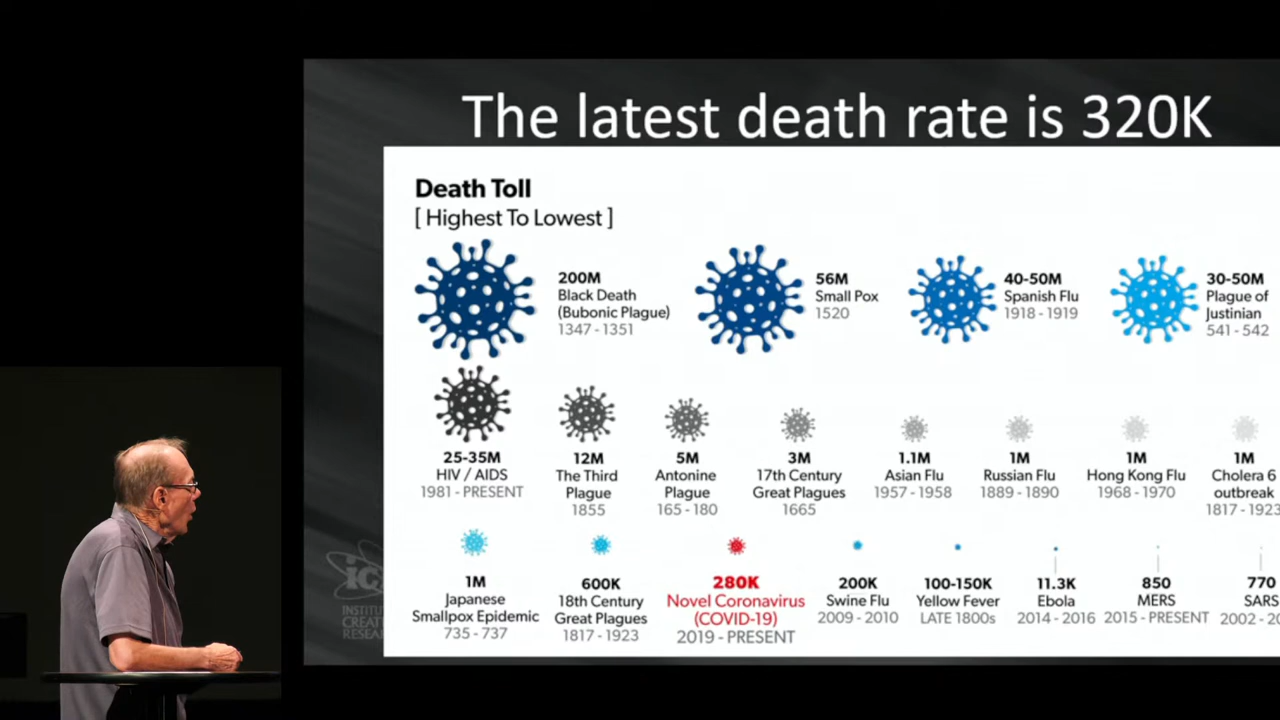 The latest death rate is 320K
Death Toll
[ Highest To Lowest ]
200M
Black Death
(Bubonic Plague)
1347 - 1351
56M
Small Pox
1520
40-50M
Spanish Flu
1918 - 1919
30-50M
Plague of
Justinian
541 - 542
25-35M
HIV / AIDS
1981 - PRESENT
12M
The Third
Plague
1855
5M
Antonine
Plague
165 - 180
3M
17th Century
Great Plagues
1665
1.1M
Asian Flu
1957 - 1958
1M
Russian Flu
1889 - 1890
1M
Hong Kong Flu
1968 - 1970
1M
Cholera 6
outbreak
1817 - 1923
1M
Japanese
Smallpox Epidemic
735 - 737
600K
18th Century
Great Plagues
1817 - 1923
280K
Novel Coronavirus
(COVID-19)
2019 - PRESENT
200K
Swine Flu
2009 - 2010
100-150K
Yellow Fever
LATE 1800s
11.3K
Ebola
2014 - 2016
850
MERS
2015 - PRESENT
770
SARS
2002 - 20